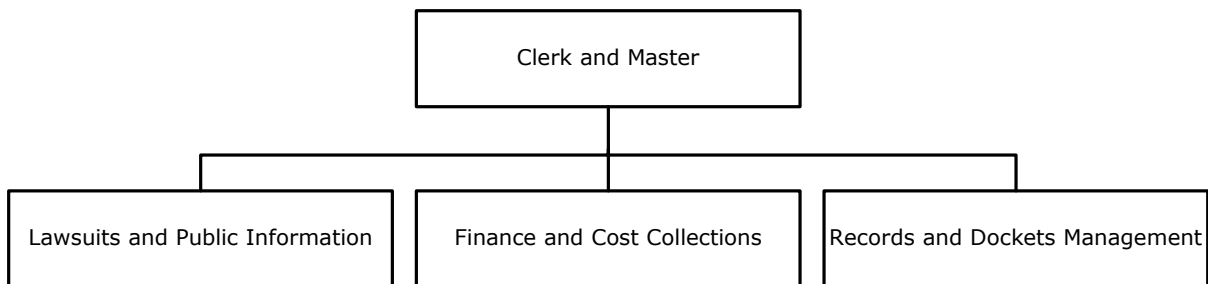 Clerk and Master
Lawsuits and Public Information
Finance and Cost Collections
Records and Dockets Management